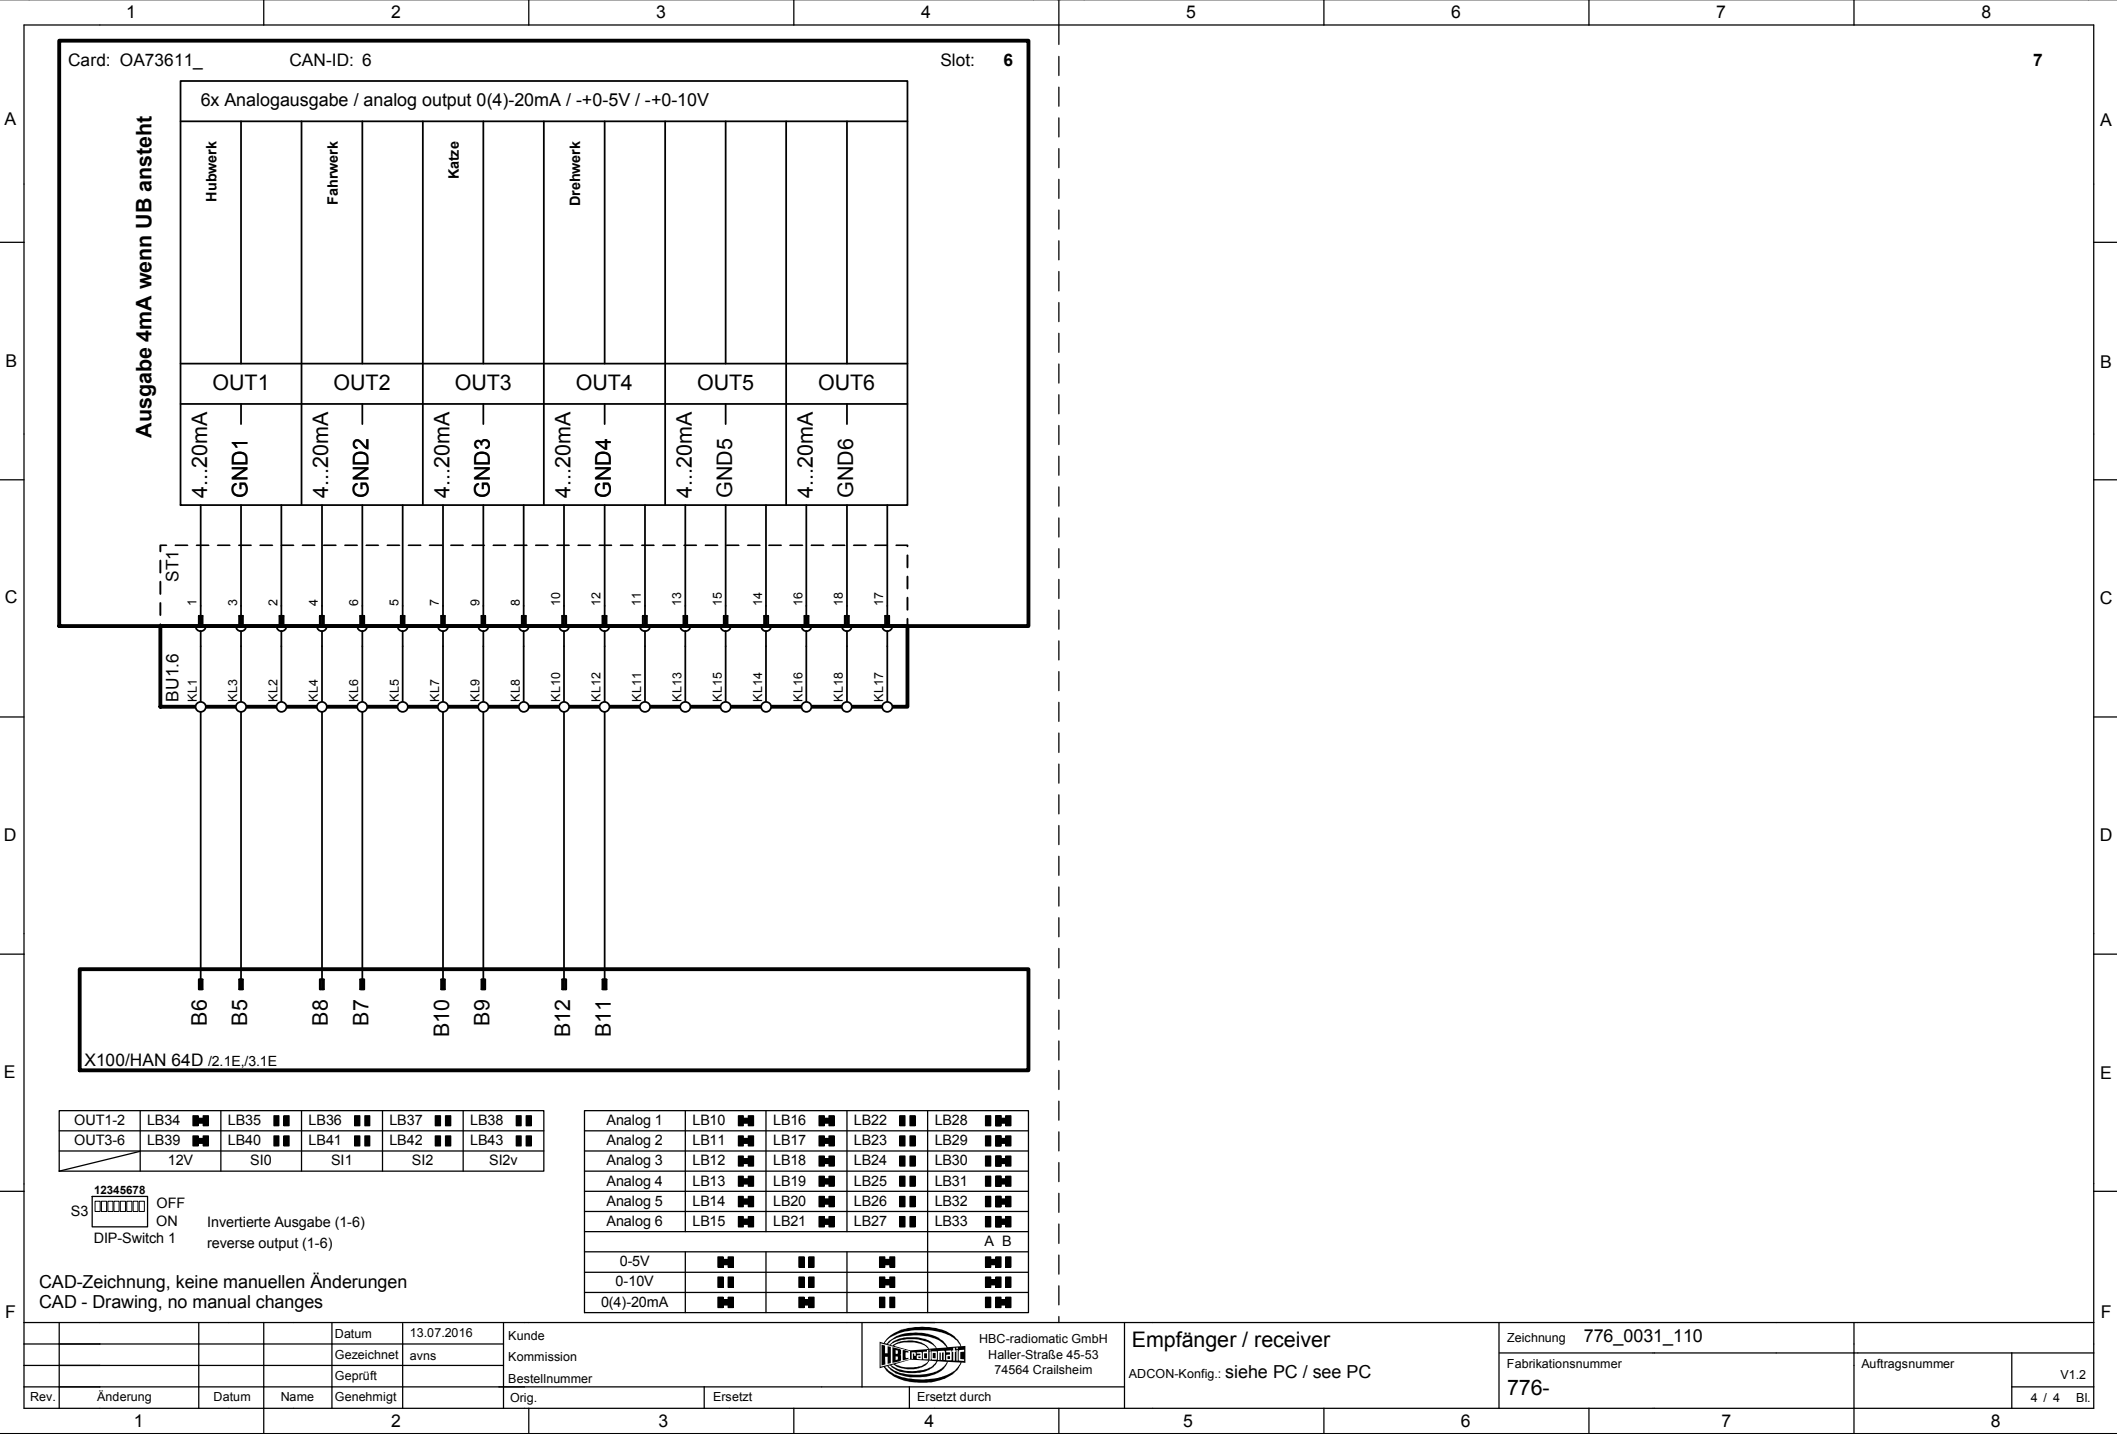 1 2 3 4 5 6 7 8
Card: OA73611_ CAN-ID: 6 Slot: 6 7
6x Analogausgabe / analog output 0(4)-20mA / -+0-5V / -+0-10V
A A
Ausgabe 4mA wenn UB ansteht
Hubwerk Fahrwerk Katze Drehwerk
B B
OUT1 OUT2 OUT3 OUT4 OUT5 OUT6
4...20mA GND1 4...20mA GND2 4...20mA GND3 4...20mA GND4 4...20mA GND5 4...20mA GND6
ST1
C C
1 3 2 4 6 5 7 9 8 10 12 11 13 15 14 16 18 17
BU1.6
KL1 KL3 KL2 KL4 KL6 KL5 KL7 KL9 KL8 KL10 KL12 KL11 KL13 KL15 KL14 KL16 KL18 KL17
D D
B6 B5 B8 B7 B10 B9 B12 B11
X100/HAN 64D /2.1E,/3.1E
E E
OUT1-2 LB34 LB35 LB36 LB37 LB38
OUT3-6 LB39 LB40 LB41 LB42 LB43
12V SI0 SI1 SI2 SI2v
Analog 1 LB10 LB16 LB22 LB28
Analog 2 LB11 LB17 LB23 LB29
Analog 3 LB12 LB18 LB24 LB30
Analog 4 LB13 LB19 LB25 LB31
Analog 5 LB14 LB20 LB26 LB32
Analog 6 LB15 LB21 LB27 LB33
A B
0-5V
0-10V
0(4)-20mA
12345678
S3 OFF
ON
DIP-Switch 1
Invertierte Ausgabe (1-6)
reverse output (1-6)
CAD-Zeichnung, keine manuellen Änderungen
CAD - Drawing, no manual changes
F F
Datum 13.07.2016
Gezeichnet avns
Geprüft
Rev. Änderung Datum Name Genehmigt
Kunde
Kommission
Bestellnummer
Orig. Ersetzt Ersetzt durch
HBC radiomatic
HBC-radiomatic GmbH
Haller-Straße 45-53
74564 Crailsheim
Empfänger / receiver
ADCON-Konfig.: siehe PC / see PC
Zeichnung 776_0031_110
Fabrikationsnummer
776-
Auftragsnummer
V1.2
4 / 4 Bl.
1 2 3 4 5 6 7 8